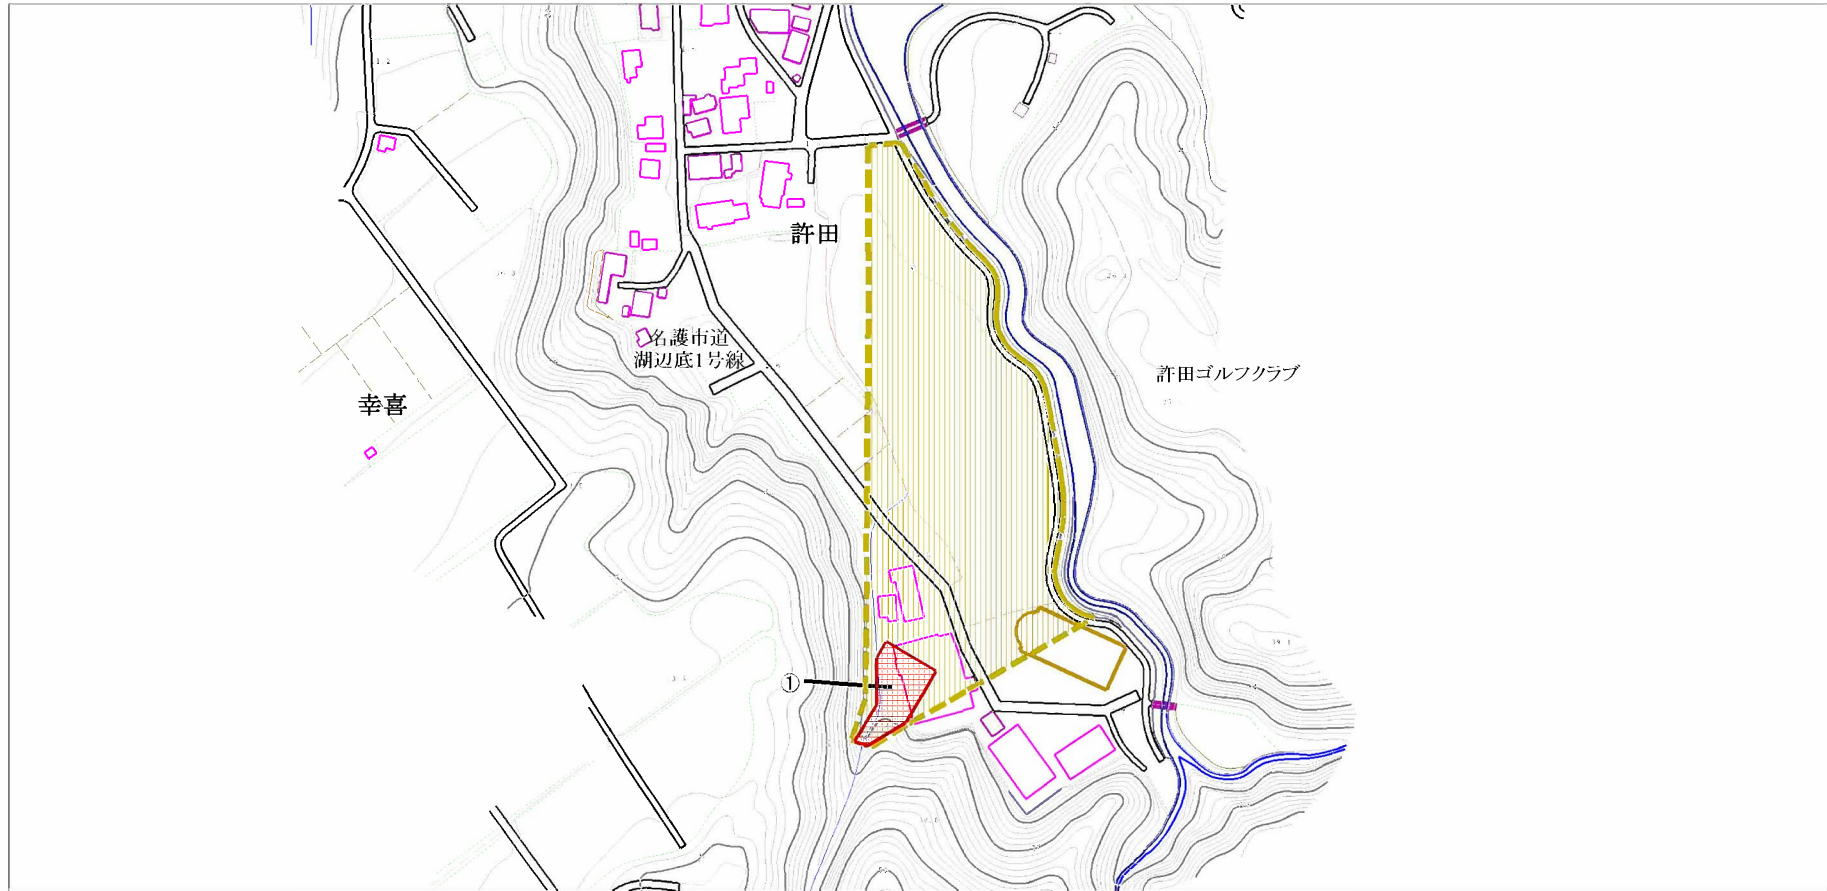 許田
名護市道
湖辺底1号線
許田ゴルフクラブ
幸喜
①